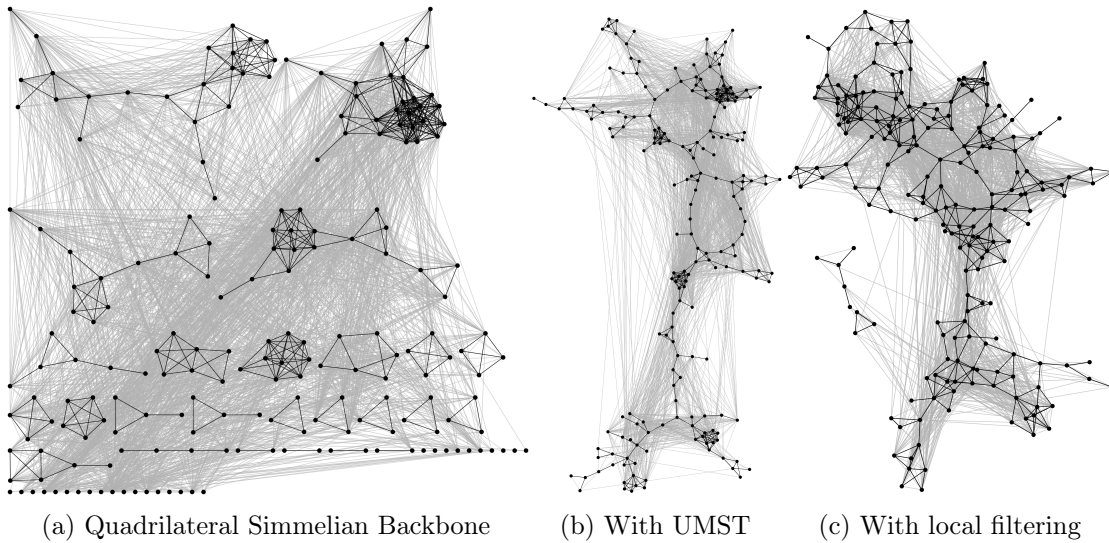 (a) Quadrilateral Simmelian Backbone
(b) With UMST
(c) With local filtering